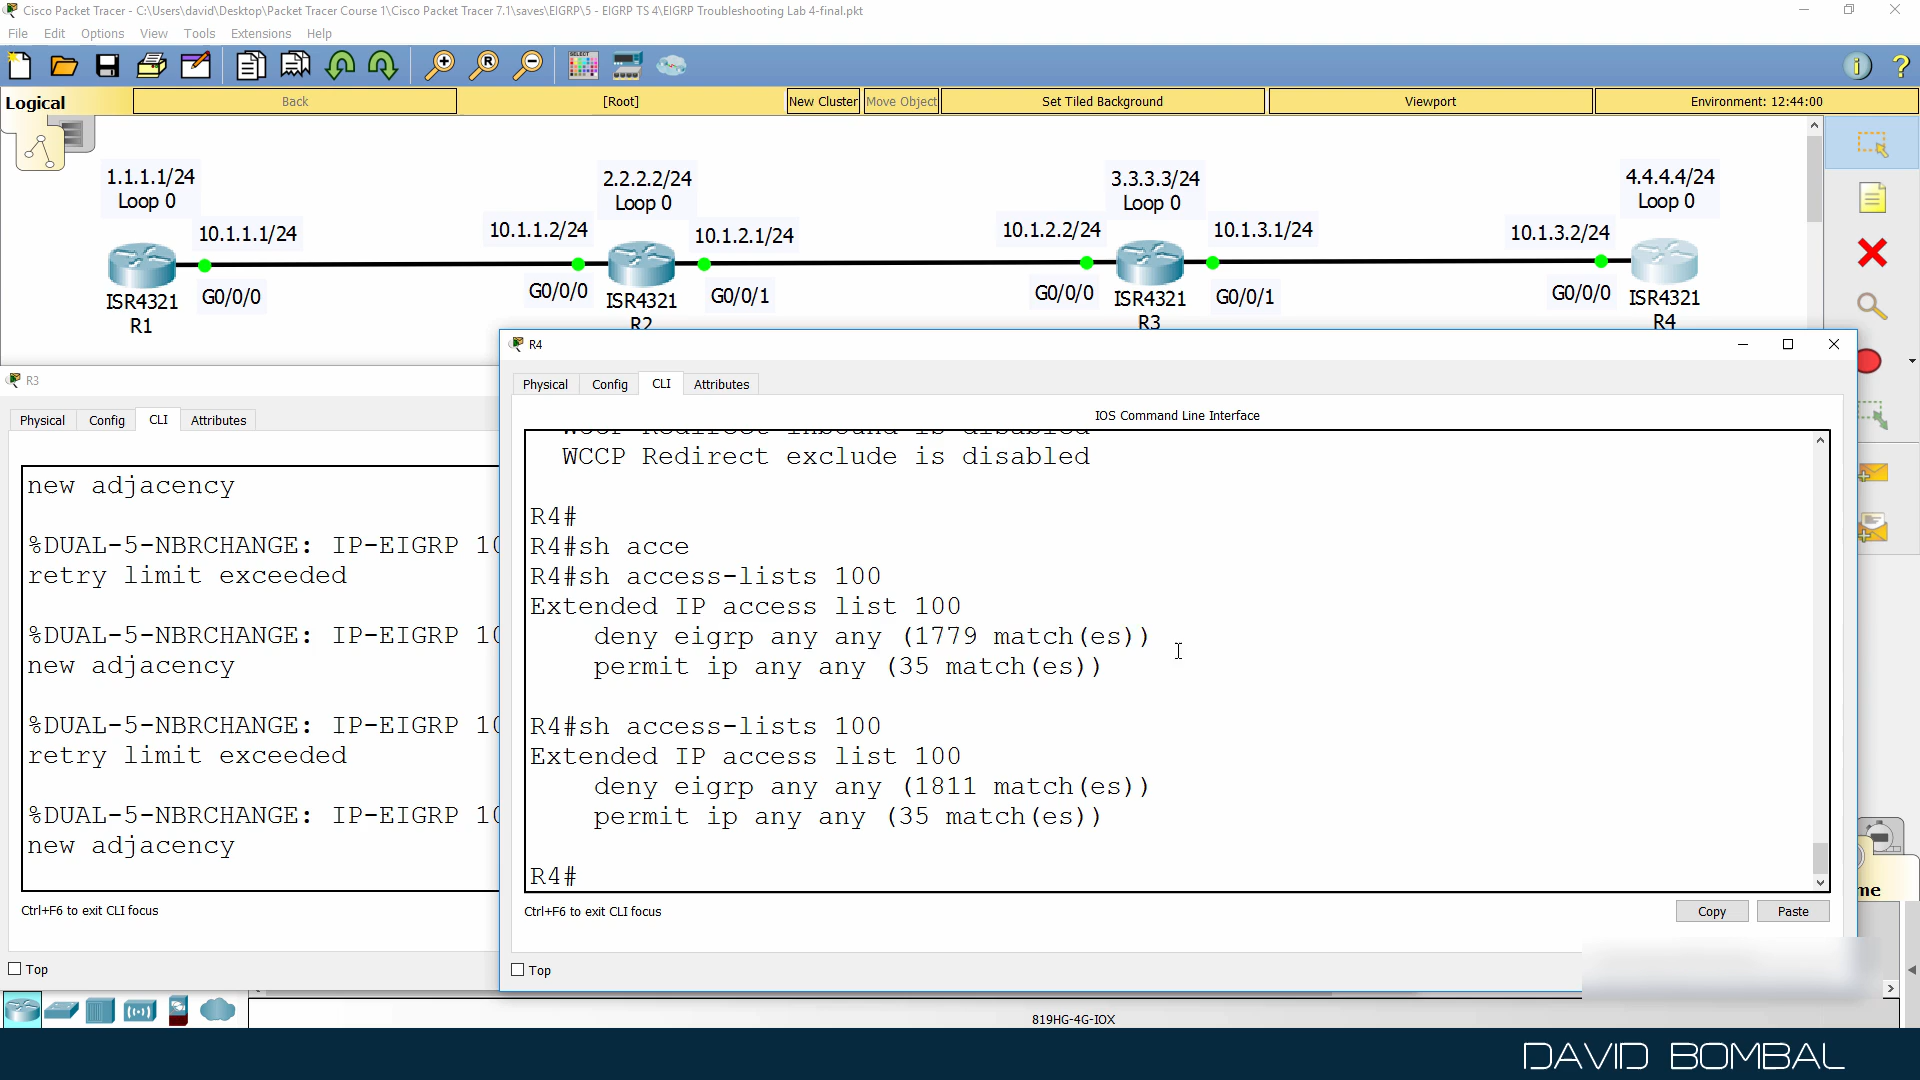 Cisco Packet Tracer - C:\Users\david\Desktop\Packet Tracer Course 1\Cisco Packet Tracer 7.1\saves\EIGRP\5 - EIGRP TS 4\EIGRP Troubleshooting Lab 4-final.pkt
File Edit Options View Tools Extensions Help
Logical Back [Root] New Cluster Move Object Set Tiled Background Viewport Environment: 12:44:00
1.1.1.1/24
Loop 0
2.2.2.2/24
Loop 0
3.3.3.3/24
Loop 0
4.4.4.4/24
Loop 0
10.1.1.1/24 10.1.1.2/24 10.1.2.1/24 10.1.2.2/24 10.1.3.1/24 10.1.3.2/24
G0/0/0 G0/0/0 G0/0/1 G0/0/0 G0/0/1 G0/0/0
ISR4321
R1
ISR4321
R2
ISR4321
R3
ISR4321
R4
R3
Physical Config CLI Attributes
new adjacency
%DUAL-5-NBRCHANGE: IP-EIGRP 10
retry limit exceeded
%DUAL-5-NBRCHANGE: IP-EIGRP 10
new adjacency
%DUAL-5-NBRCHANGE: IP-EIGRP 10
retry limit exceeded
%DUAL-5-NBRCHANGE: IP-EIGRP 10
new adjacency
Ctrl+F6 to exit CLI focus
Top
R4
Physical Config CLI Attributes
IOS Command Line Interface
WCCP Redirect inbound is disabled
WCCP Redirect exclude is disabled
R4#
R4#sh acce
R4#sh access-lists 100
Extended IP access list 100
deny eigrp any any (1779 match(es))
permit ip any any (35 match(es))
R4#sh access-lists 100
Extended IP access list 100
deny eigrp any any (1811 match(es))
permit ip any any (35 match(es))
R4#
Ctrl+F6 to exit CLI focus
Copy Paste
Top
me
819HG-4G-IOX
DAVID BOMBAL